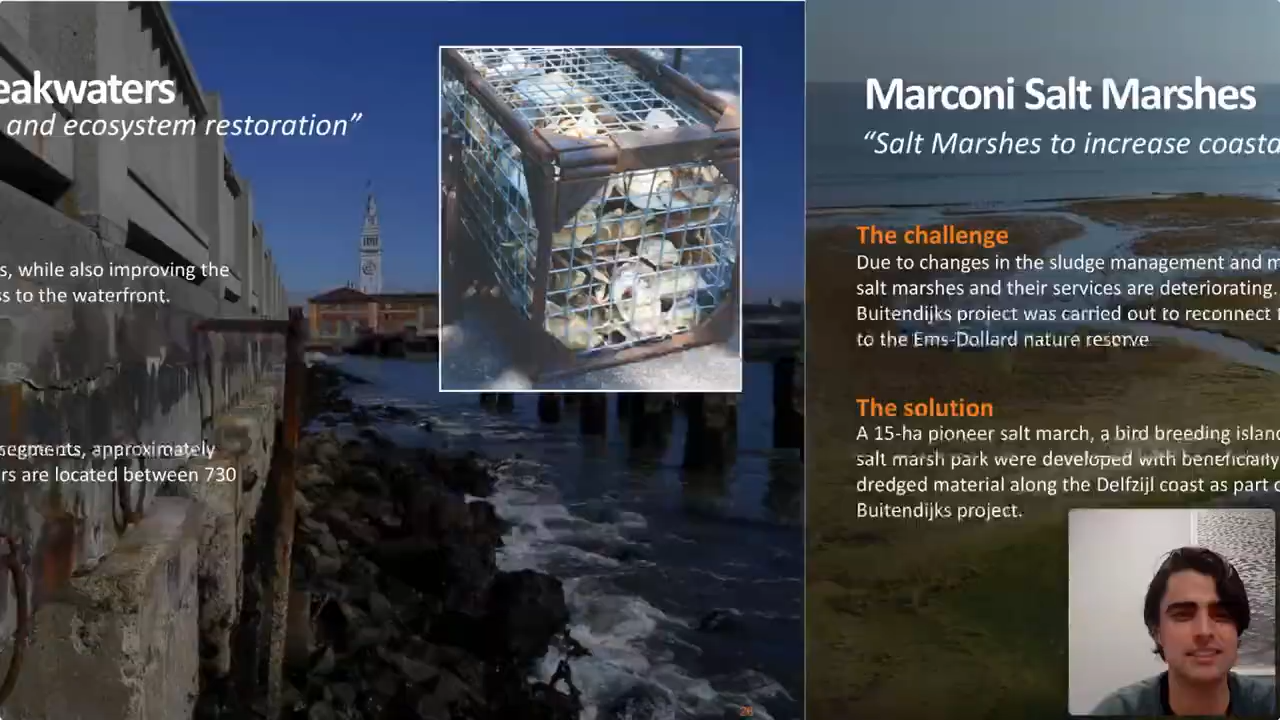 eakwaters
and ecosystem restoration”
s, while also improving the
ss to the waterfront.
segments, approximately
rs are located between 730
26
Marconi Salt Marshes
“Salt Marshes to increase coasta
The challenge
Due to changes in the sludge management and m
salt marshes and their services are deteriorating.
Buitendijks project was carried out to reconnect
to the Ems-Dollard nature reserve
The solution
A 15-ha pioneer salt march, a bird breeding island
salt marsh park were developed with beneficially
dredged material along the Delfzijl coast as part
Buitendijks project.